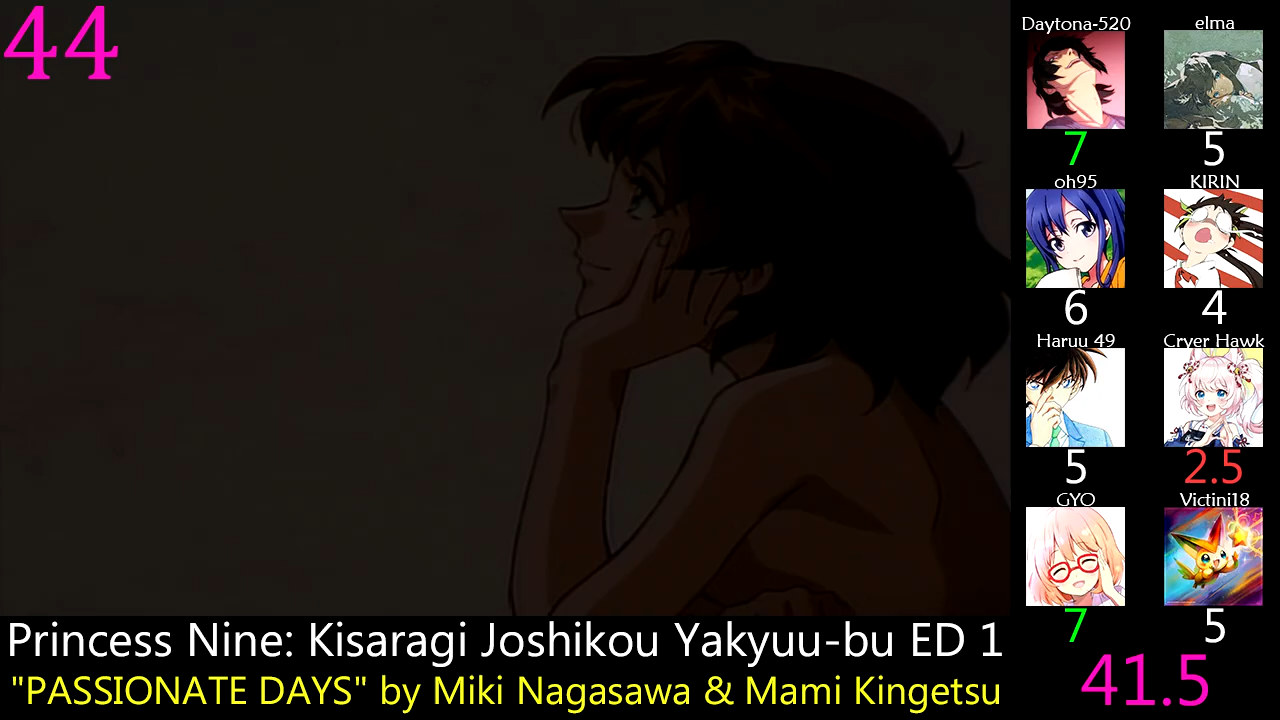 44
Daytona-520 elma
7 5
oh95 KIRIN
6 4
Haruu 49 Cryer Hawk
5 2.5
GYO Victini18
7 5
Princess Nine: Kisaragi Joshikou Yakyuu-bu ED 1
"PASSIONATE DAYS" by Miki Nagasawa & Mami Kingetsu
41.5